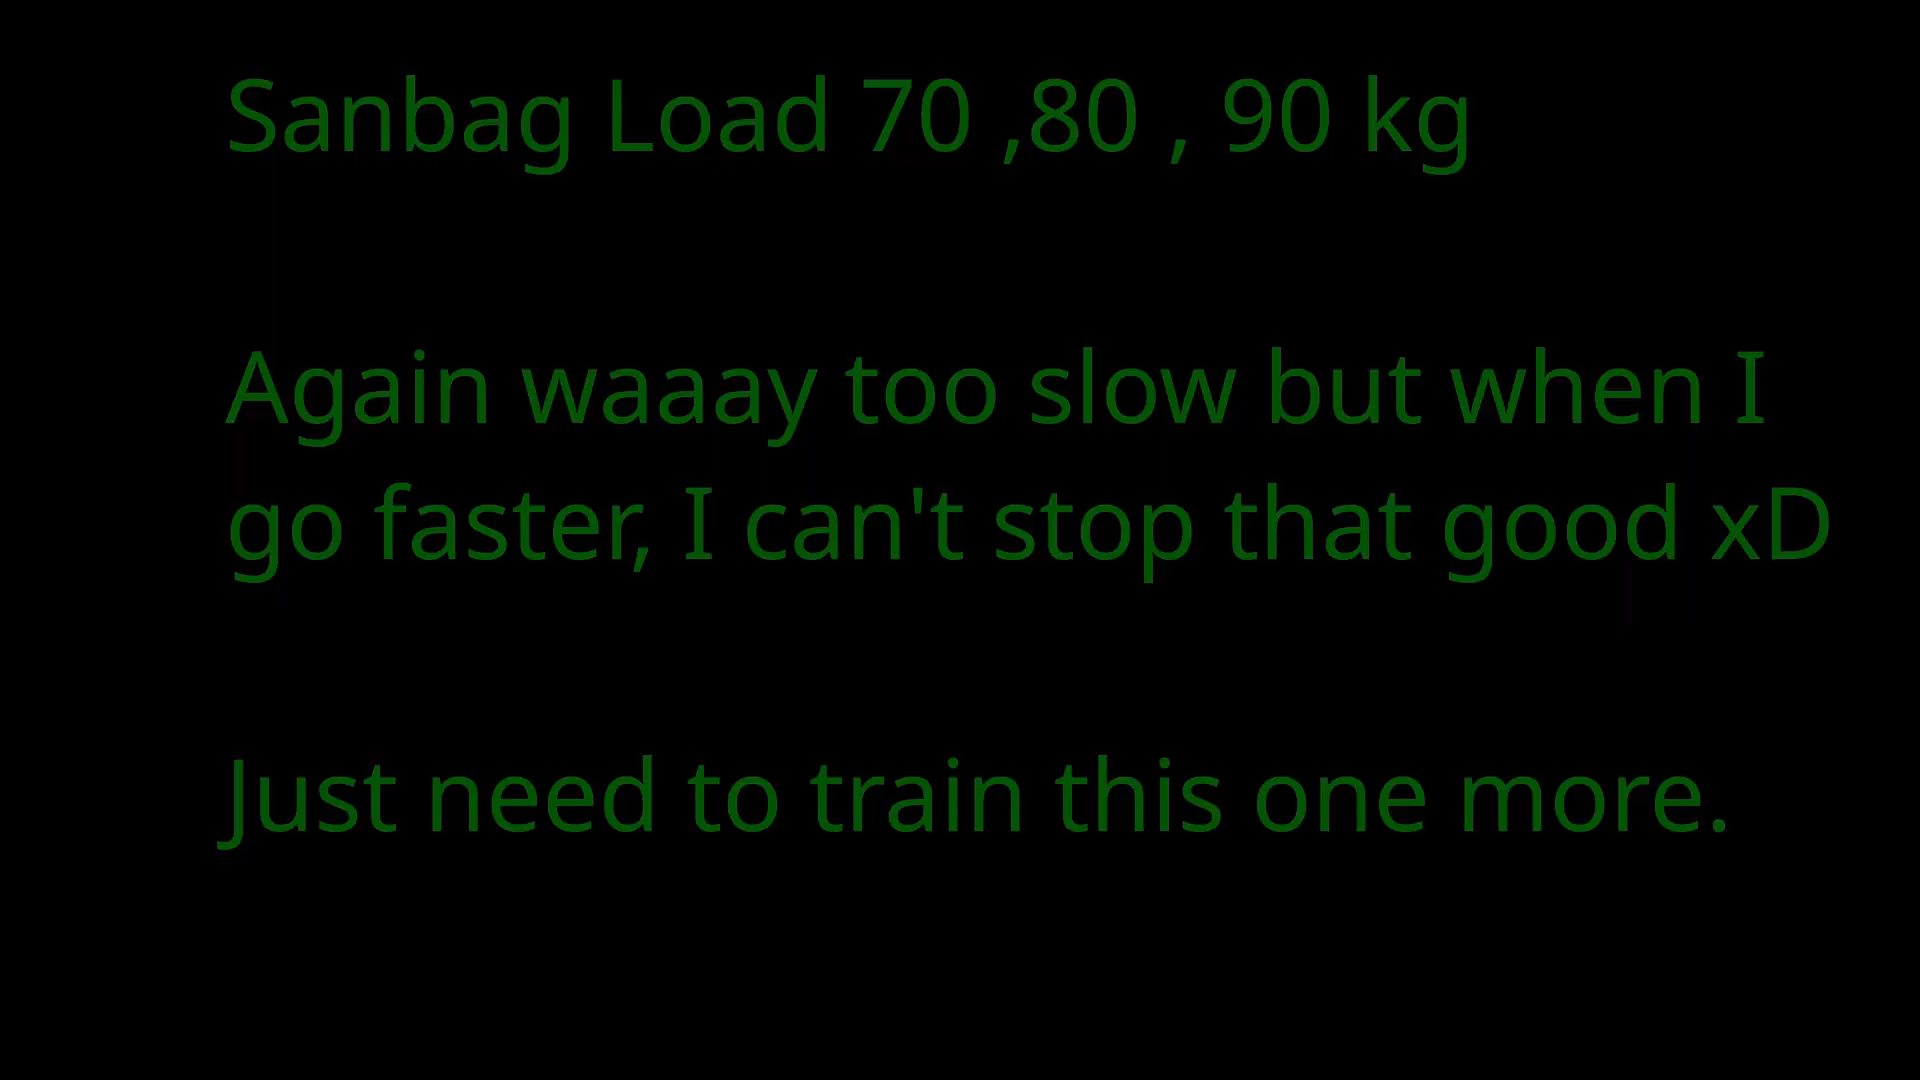 Sanbag Load 70 ,80 , 90 kg
Again waaay too slow but when I
go faster, I can't stop that good xD
Just need to train this one more.